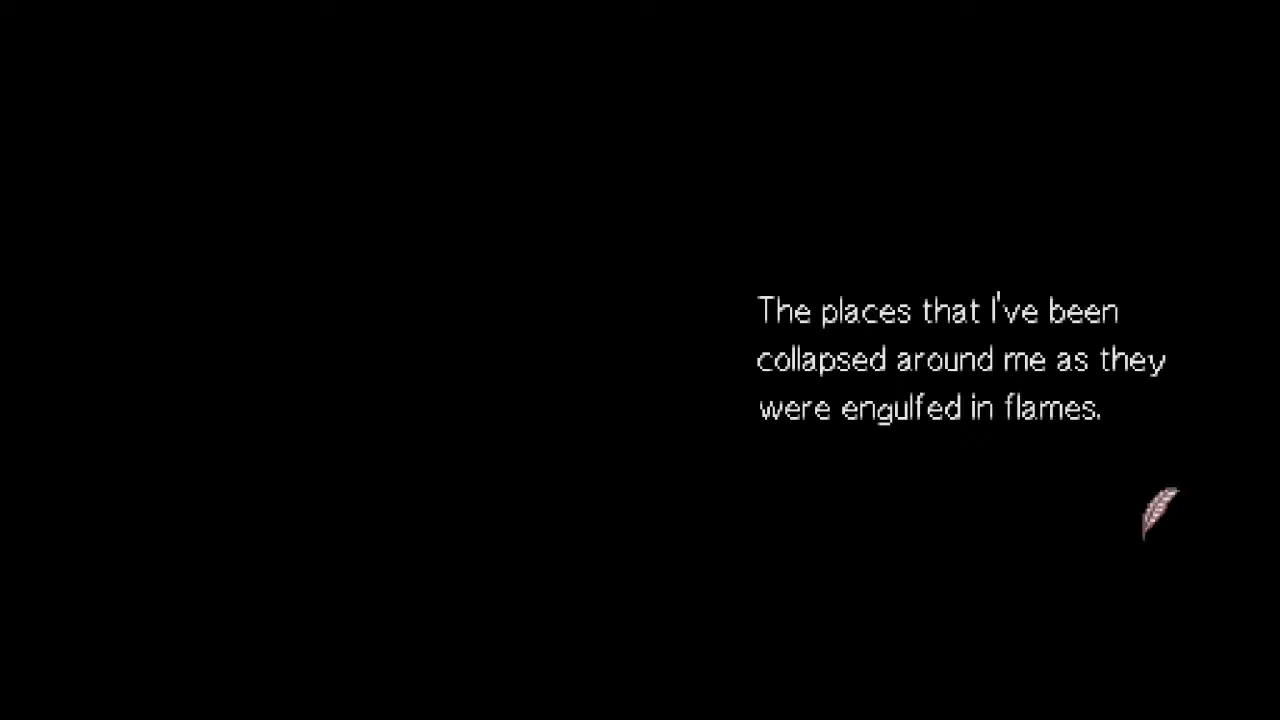 The places that I've been
collapsed around me as they
were engulfed in flames.